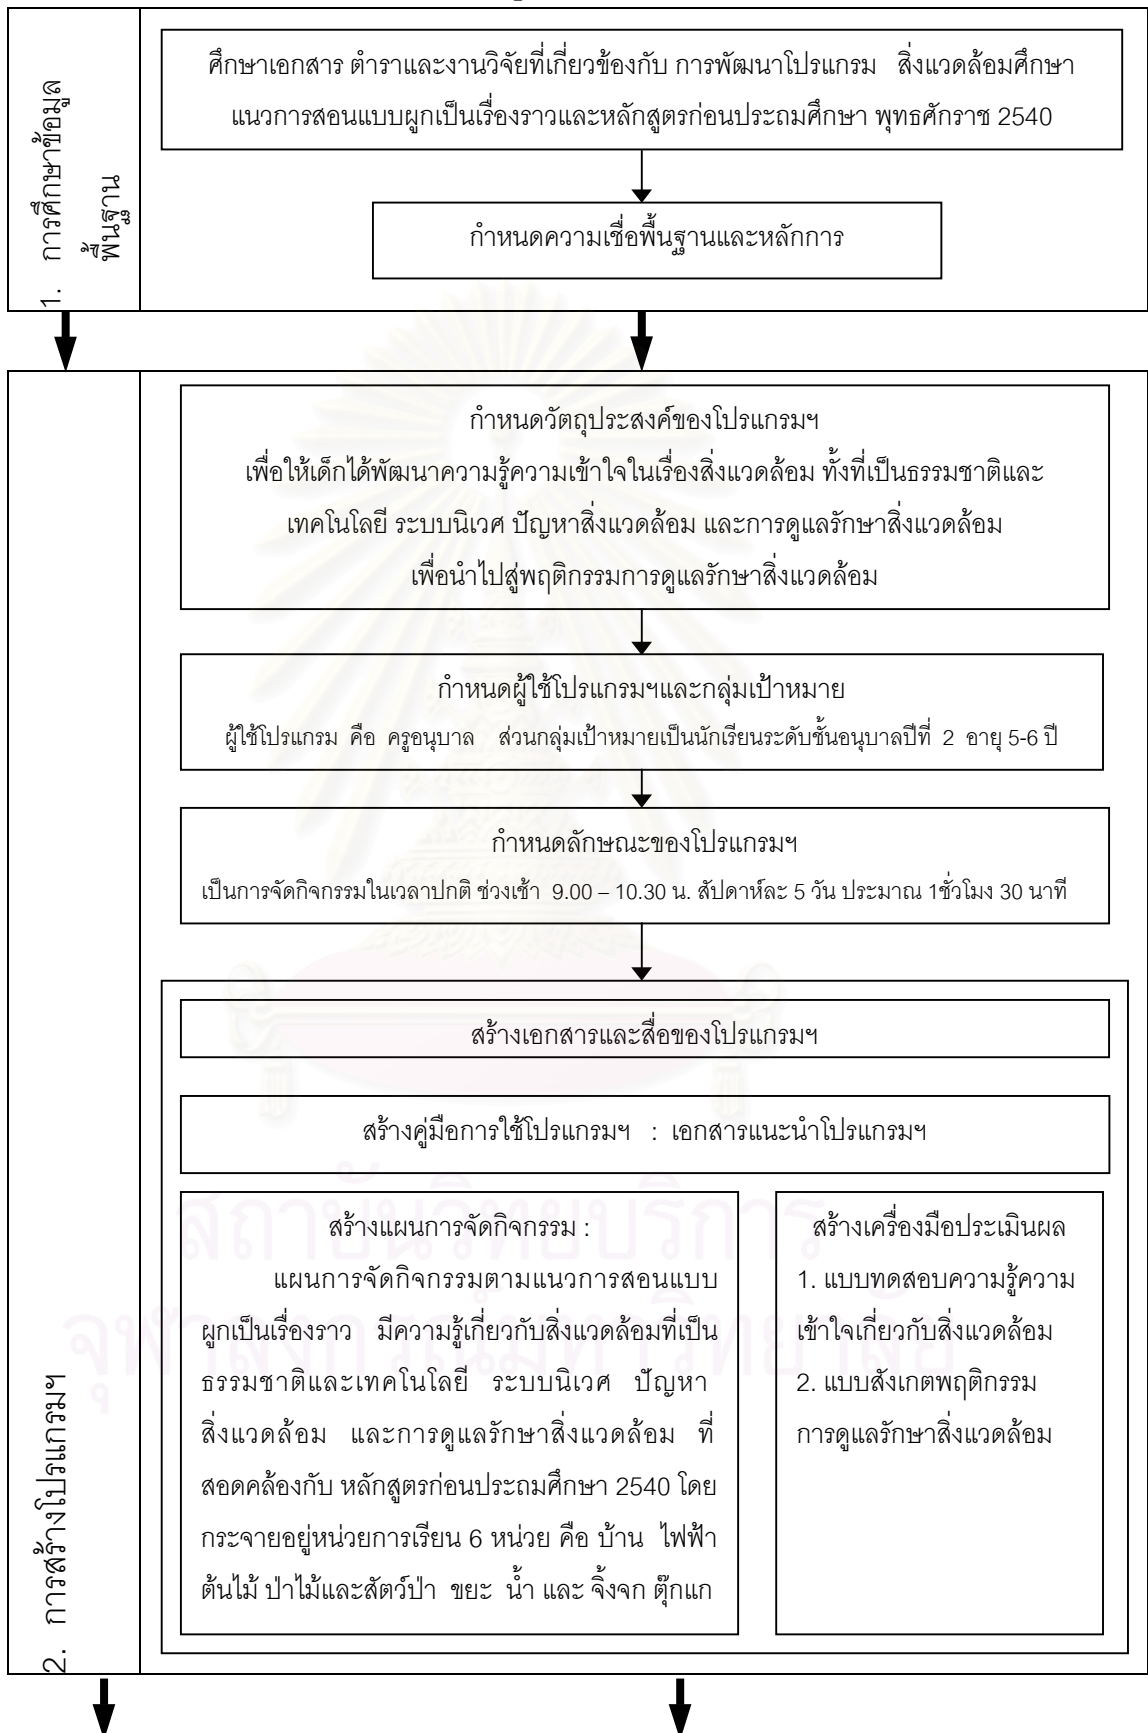 1. การศึกษาข้อมูล
พื้นฐาน
ศึกษาเอกสาร ตำราและงานวิจัยที่เกี่ยวข้องกับ การพัฒนาโปรแกรม สิ่งแวดล้อมศึกษา
แนวการสอนแบบผูกเป็นเรื่องราวและหลักสูตรก่อนประถมศึกษา พุทธศักราช 2540
กำหนดความเชื่อพื้นฐานและหลักการ
2. การสร้างโปรแกรมฯ
กำหนดวัตถุประสงค์ของโปรแกรมฯ
เพื่อให้เด็กได้พัฒนาความรู้ความเข้าใจในเรื่องสิ่งแวดล้อม ทั้งที่เป็นธรรมชาติและ
เทคโนโลยี ระบบนิเวศ ปัญหาสิ่งแวดล้อม และการดูแลรักษาสิ่งแวดล้อม
เพื่อนำไปสู่พฤติกรรมการดูแลรักษาสิ่งแวดล้อม
กำหนดผู้ใช้โปรแกรมฯและกลุ่มเป้าหมาย
ผู้ใช้โปรแกรม คือ ครูอนุบาล ส่วนกลุ่มเป้าหมายเป็นนักเรียนระดับชั้นอนุบาลปีที่ 2 อายุ 5-6 ปี
กำหนดลักษณะของโปรแกรมฯ
เป็นการจัดกิจกรรมในเวลาปกติ ช่วงเช้า 9.00 – 10.30 น. สัปดาห์ละ 5 วัน ประมาณ 1ชั่วโมง 30 นาที
สร้างเอกสารและสื่อของโปรแกรมฯ
สร้างคู่มือการใช้โปรแกรมฯ : เอกสารแนะนำโปรแกรมฯ
สร้างแผนการจัดกิจกรรม :
แผนการจัดกิจกรรมตามแนวการสอนแบบ
ผูกเป็นเรื่องราว มีความรู้เกี่ยวกับสิ่งแวดล้อมที่เป็น
ธรรมชาติและเทคโนโลยี ระบบนิเวศ ปัญหา
สิ่งแวดล้อม และการดูแลรักษาสิ่งแวดล้อม ที่
สอดคล้องกับ หลักสูตรก่อนประถมศึกษา 2540 โดย
กระจายอยู่หน่วยการเรียน 6 หน่วย คือ บ้าน ไฟฟ้า
ต้นไม้ ป่าไม้และสัตว์ป่า ขยะ น้ำ และ จิ้งจก ตุ๊กแก
สร้างเครื่องมือประเมินผล
1. แบบทดสอบความรู้ความ
เข้าใจเกี่ยวกับสิ่งแวดล้อม
2. แบบสังเกตพฤติกรรม
การดูแลรักษาสิ่งแวดล้อม
สถาบันวิทยบริการ
จุฬาลงกรณ์มหาวิทยาลัย